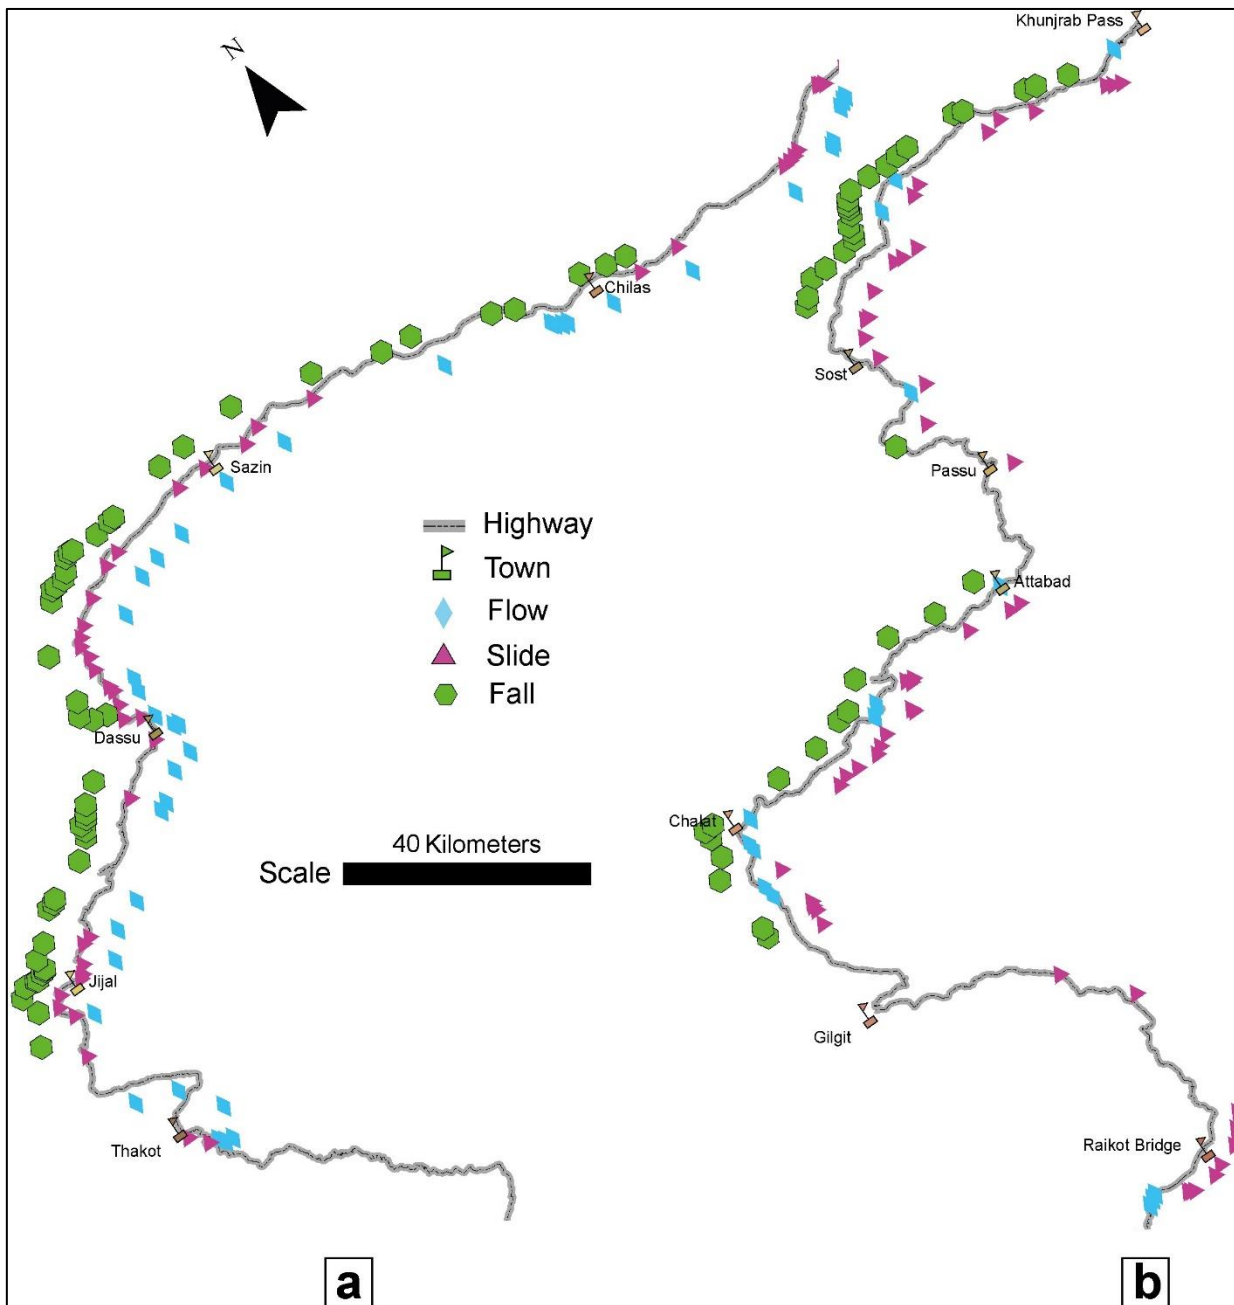 Khunjrab Pass
N
Chilas
Sost
Sazin
Passu
Highway
Town
Flow
Slide
Fall
Attabad
Dassu
Chalat
40 Kilometers
Scale
Jijal
Gilgit
Thakot
Raikot Bridge
a
b